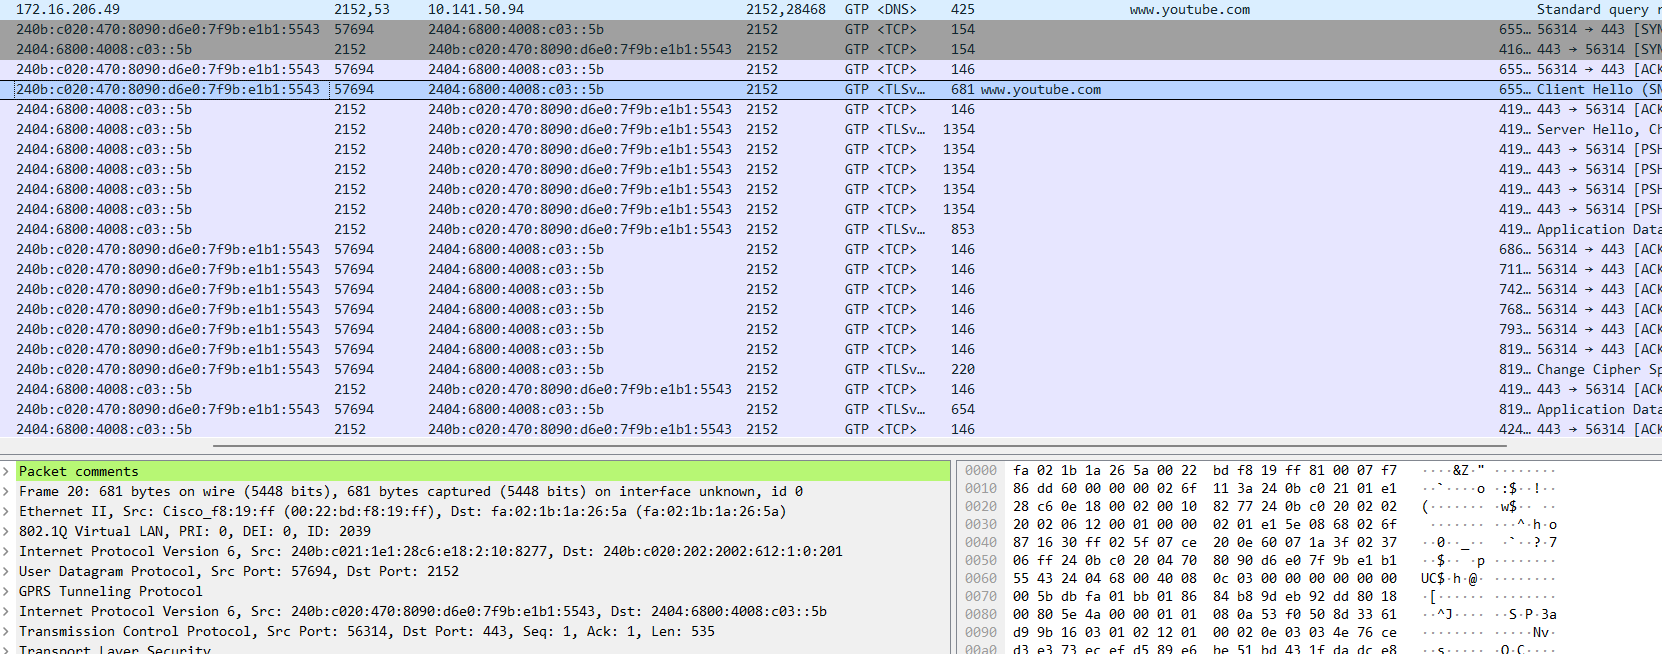 172.16.206.49 2152,53 10.141.50.94 2152,28468 GTP <DNS> 425 www.youtube.com Standard query r
240b:c020:470:8090:d6e0:7f9b:e1b1:5543 57694 2404:6800:4008:c03::5b 2152 GTP <TCP> 154 655… 56314 → 443 [SYN
2404:6800:4008:c03::5b 2152 240b:c020:470:8090:d6e0:7f9b:e1b1:5543 2152 GTP <TCP> 154 416… 443 → 56314 [SYN
240b:c020:470:8090:d6e0:7f9b:e1b1:5543 57694 2404:6800:4008:c03::5b 2152 GTP <TCP> 146 655… 56314 → 443 [ACK
240b:c020:470:8090:d6e0:7f9b:e1b1:5543 57694 2404:6800:4008:c03::5b 2152 GTP <TLSv… 681 www.youtube.com 655… Client Hello (SN
2404:6800:4008:c03::5b 2152 240b:c020:470:8090:d6e0:7f9b:e1b1:5543 2152 GTP <TCP> 146 419… 443 → 56314 [ACK
2404:6800:4008:c03::5b 2152 240b:c020:470:8090:d6e0:7f9b:e1b1:5543 2152 GTP <TLSv… 1354 419… Server Hello, Ch
2404:6800:4008:c03::5b 2152 240b:c020:470:8090:d6e0:7f9b:e1b1:5543 2152 GTP <TCP> 1354 419… 443 → 56314 [PSH
2404:6800:4008:c03::5b 2152 240b:c020:470:8090:d6e0:7f9b:e1b1:5543 2152 GTP <TCP> 1354 419… 443 → 56314 [PSH
2404:6800:4008:c03::5b 2152 240b:c020:470:8090:d6e0:7f9b:e1b1:5543 2152 GTP <TCP> 1354 419… 443 → 56314 [PSH
2404:6800:4008:c03::5b 2152 240b:c020:470:8090:d6e0:7f9b:e1b1:5543 2152 GTP <TCP> 1354 419… 443 → 56314 [PSH
2404:6800:4008:c03::5b 2152 240b:c020:470:8090:d6e0:7f9b:e1b1:5543 2152 GTP <TLSv… 853 419… Application Data
240b:c020:470:8090:d6e0:7f9b:e1b1:5543 57694 2404:6800:4008:c03::5b 2152 GTP <TCP> 146 686… 56314 → 443 [ACK
240b:c020:470:8090:d6e0:7f9b:e1b1:5543 57694 2404:6800:4008:c03::5b 2152 GTP <TCP> 146 711… 56314 → 443 [ACK
240b:c020:470:8090:d6e0:7f9b:e1b1:5543 57694 2404:6800:4008:c03::5b 2152 GTP <TCP> 146 742… 56314 → 443 [ACK
240b:c020:470:8090:d6e0:7f9b:e1b1:5543 57694 2404:6800:4008:c03::5b 2152 GTP <TCP> 146 768… 56314 → 443 [ACK
240b:c020:470:8090:d6e0:7f9b:e1b1:5543 57694 2404:6800:4008:c03::5b 2152 GTP <TCP> 146 793… 56314 → 443 [ACK
240b:c020:470:8090:d6e0:7f9b:e1b1:5543 57694 2404:6800:4008:c03::5b 2152 GTP <TCP> 146 819… 56314 → 443 [ACK
240b:c020:470:8090:d6e0:7f9b:e1b1:5543 57694 2404:6800:4008:c03::5b 2152 GTP <TLSv… 220 819… Change Cipher Sp
2404:6800:4008:c03::5b 2152 240b:c020:470:8090:d6e0:7f9b:e1b1:5543 2152 GTP <TCP> 146 419… 443 → 56314 [ACK
240b:c020:470:8090:d6e0:7f9b:e1b1:5543 57694 2404:6800:4008:c03::5b 2152 GTP <TLSv… 654 819… Application Data
2404:6800:4008:c03::5b 2152 240b:c020:470:8090:d6e0:7f9b:e1b1:5543 2152 GTP <TCP> 146 424… 443 → 56314 [ACK
Packet comments
Frame 20: 681 bytes on wire (5448 bits), 681 bytes captured (5448 bits) on interface unknown, id 0
Ethernet II, Src: Cisco_f8:19:ff (00:22:bd:f8:19:ff), Dst: fa:02:1b:1a:26:5a (fa:02:1b:1a:26:5a)
802.1Q Virtual LAN, PRI: 0, DEI: 0, ID: 2039
Internet Protocol Version 6, Src: 240b:c021:1e1:28c6:e18:2:10:8277, Dst: 240b:c020:202:2002:612:1:0:201
User Datagram Protocol, Src Port: 57694, Dst Port: 2152
GPRS Tunneling Protocol
Internet Protocol Version 6, Src: 240b:c020:470:8090:d6e0:7f9b:e1b1:5543, Dst: 2404:6800:4008:c03::5b
Transmission Control Protocol, Src Port: 56314, Dst Port: 443, Seq: 1, Ack: 1, Len: 535
Transport Layer Security
0000 fa 02 1b 1a 26 5a 00 22 bd f8 19 ff 81 00 07 f7 ····&Z·" ········
0010 86 dd 60 00 00 00 02 6f 11 3a 24 0b c0 21 01 e1 ··`····o ·:$··!··
0020 28 c6 0e 18 00 02 00 10 82 77 24 0b c0 20 02 02 (······· ·w$·· ··
0030 20 02 06 12 00 01 00 00 02 01 e1 5e 08 68 02 6f ······· ···^·h·o
0040 87 16 30 ff 02 5f 07 ce 20 0e 60 07 1a 3f 02 37 ··0··_·· ·`··?·7
0050 06 ff 24 0b c0 20 04 70 80 90 d6 e0 7f 9b e1 b1 ··$·· ·p ········
0060 55 43 24 04 68 00 40 08 0c 03 00 00 00 00 00 00 UC$·h·@· ········
0070 00 5b db fa 01 bb 01 86 84 b8 9d eb 92 dd 80 18 ·[······ ········
0080 00 80 5e 4a 00 00 01 01 08 0a 53 f0 50 8d 33 61 ··^J···· ··S·P·3a
0090 d9 9b 16 03 01 02 12 01 00 02 0e 03 03 4e 76 ce ········ ·····Nv·
00a0 d3 e3 73 ec ef d5 89 e6 be 51 bd 43 1f da dc e8 ··s····· ·Q·C····